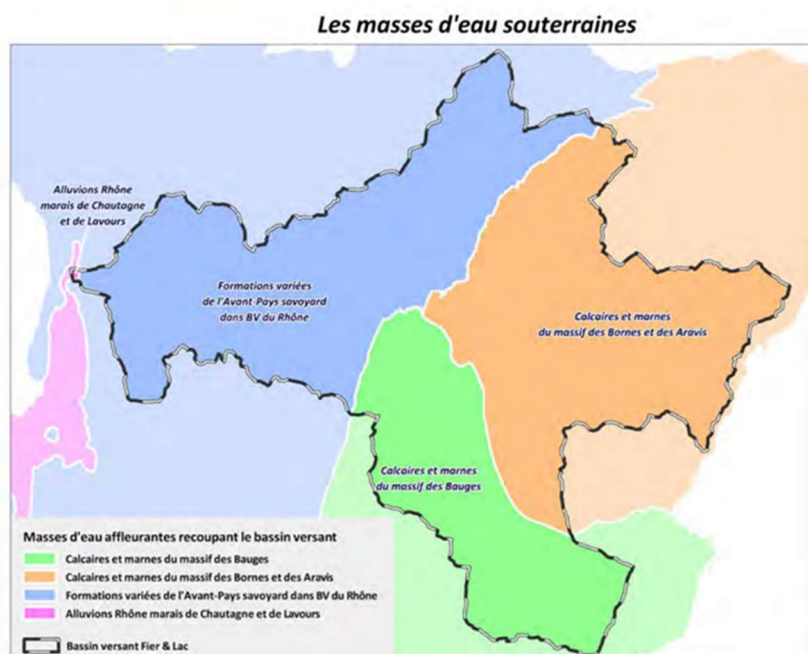 Les masses d'eau souterraines
Alluvions Rhône
marais de Chautagne
et de Lavours
Formations variées
de l'Avant-Pays savoyard
dans BV du Rhône
Calcaires et marnes
du massif des Bornes et des Aravis
Calcaires et marnes
du massif des Bauges
Masses d'eau affleurantes recoupant le bassin versant
Calcaires et marnes du massif des Bauges
Calcaires et marnes du massif des Bornes et des Aravis
Formations variées de l'Avant-Pays savoyard dans BV du Rhône
Alluvions Rhône marais de Chautagne et de Lavours
Bassin versant Fier & Lac